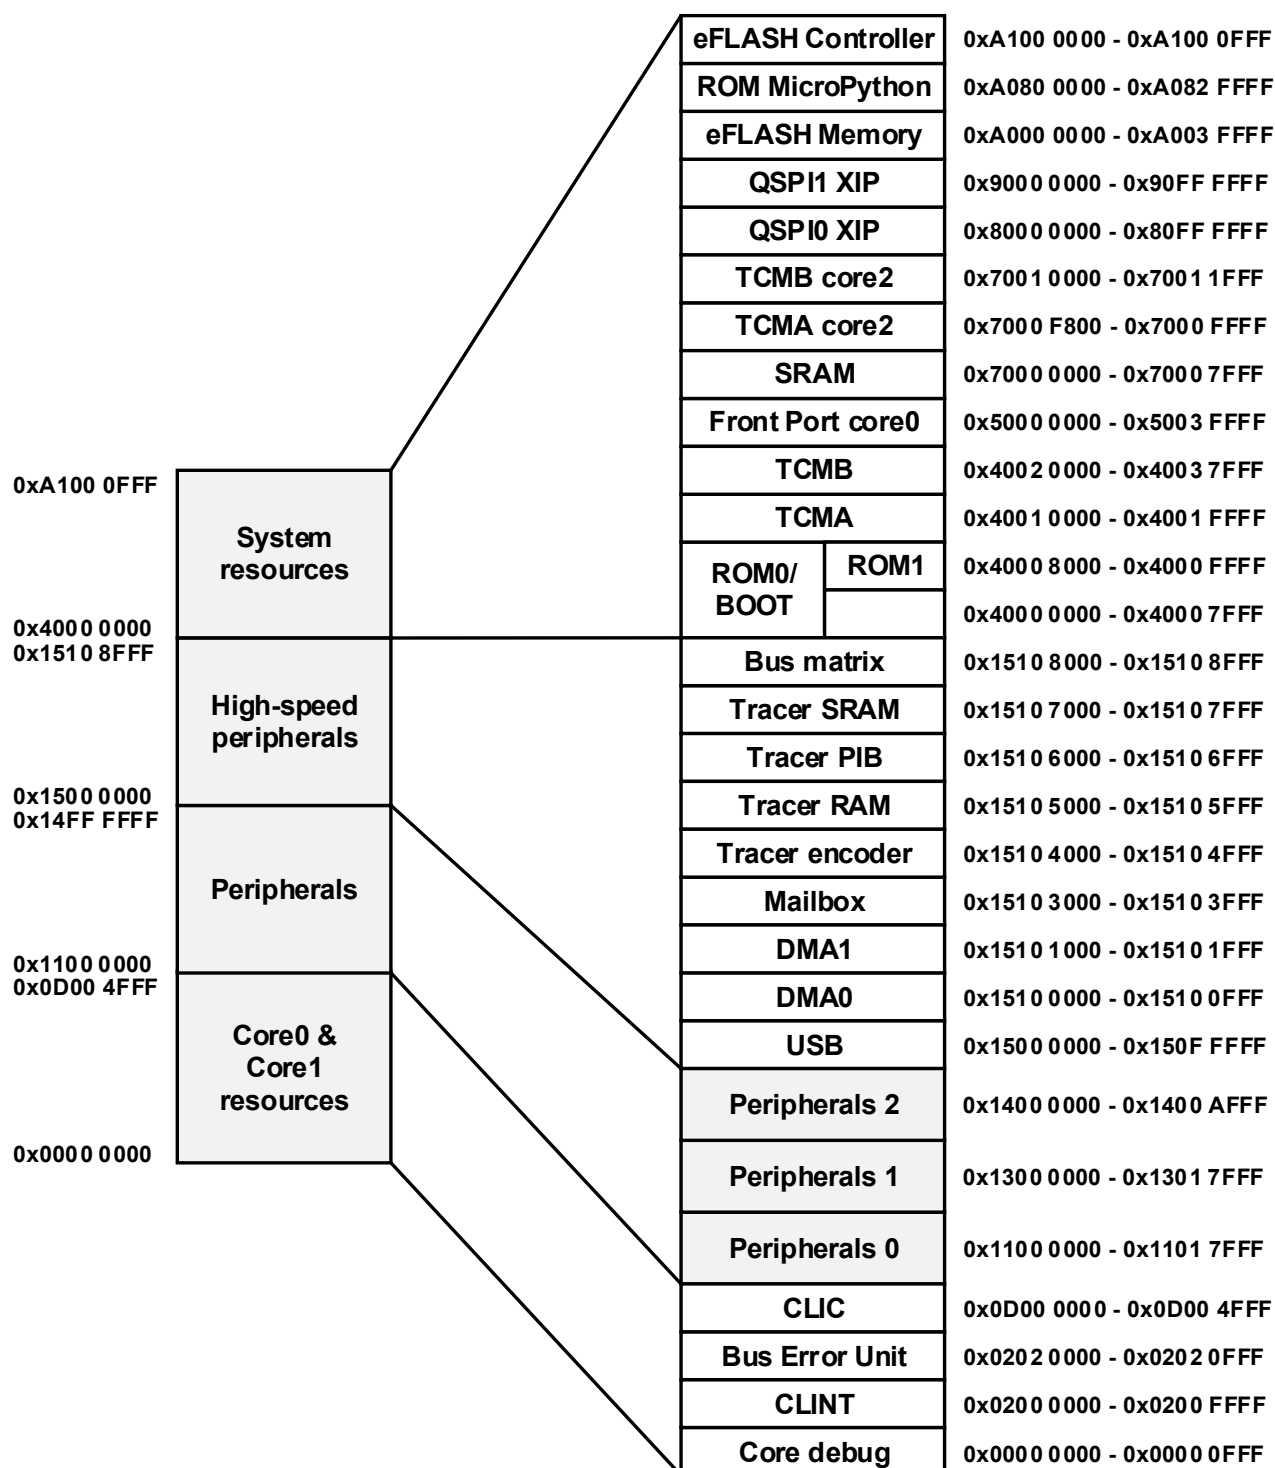 eFLASH Controller 0xA100 0000 - 0xA100 0FFF
ROM MicroPython 0xA080 0000 - 0xA082 FFFF
eFLASH Memory 0xA000 0000 - 0xA003 FFFF
QSPI1 XIP 0x9000 0000 - 0x90FF FFFF
QSPI0 XIP 0x8000 0000 - 0x80FF FFFF
TCMB core2 0x7001 0000 - 0x7001 1FFF
TCMA core2 0x7000 F800 - 0x7000 FFFF
SRAM 0x7000 0000 - 0x7000 7FFF
Front Port core0 0x5000 0000 - 0x5003 FFFF
TCMB 0x4002 0000 - 0x4003 7FFF
TCMA 0x4001 0000 - 0x4001 FFFF
ROM0/
BOOT
ROM1 0x4000 8000 - 0x4000 FFFF
0x4000 0000 - 0x4000 7FFF
Bus matrix 0x1510 8000 - 0x1510 8FFF
Tracer SRAM 0x1510 7000 - 0x1510 7FFF
Tracer PIB 0x1510 6000 - 0x1510 6FFF
Tracer RAM 0x1510 5000 - 0x1510 5FFF
Tracer encoder 0x1510 4000 - 0x1510 4FFF
Mailbox 0x1510 3000 - 0x1510 3FFF
DMA1 0x1510 1000 - 0x1510 1FFF
DMA0 0x1510 0000 - 0x1510 0FFF
USB 0x1500 0000 - 0x150F FFFF
Peripherals 2 0x1400 0000 - 0x1400 AFFF
Peripherals 1 0x1300 0000 - 0x1301 7FFF
Peripherals 0 0x1100 0000 - 0x1101 7FFF
CLIC 0x0D00 0000 - 0x0D00 4FFF
Bus Error Unit 0x0202 0000 - 0x0202 0FFF
CLINT 0x0200 0000 - 0x0200 FFFF
Core debug 0x0000 0000 - 0x0000 0FFF
0xA100 0FFF
System
resources
0x4000 0000
0x1510 8FFF
High-speed
peripherals
0x1500 0000
0x14FF FFFF
Peripherals
0x1100 0000
0x0D00 4FFF
Core0 &
Core1
resources
0x0000 0000